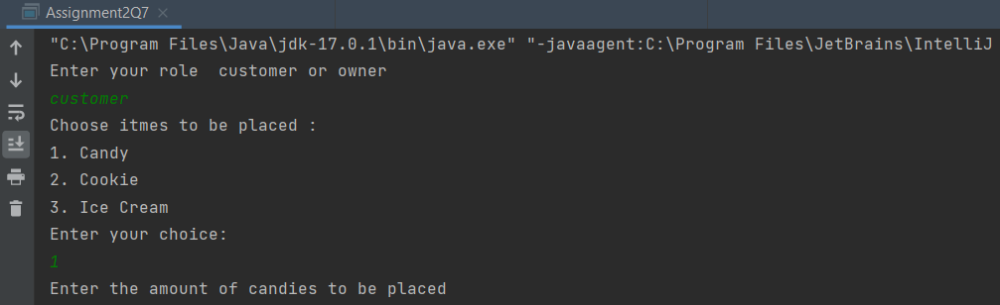 Assignment2Q7
"C:\Program Files\Java\jdk-17.0.1\bin\java.exe" "-javaagent:C:\Program Files\JetBrains\IntelliJ
Enter your role  customer or owner
customer
Choose itmes to be placed :
1. Candy
2. Cookie
3. Ice Cream
Enter your choice:
1
Enter the amount of candies to be placed